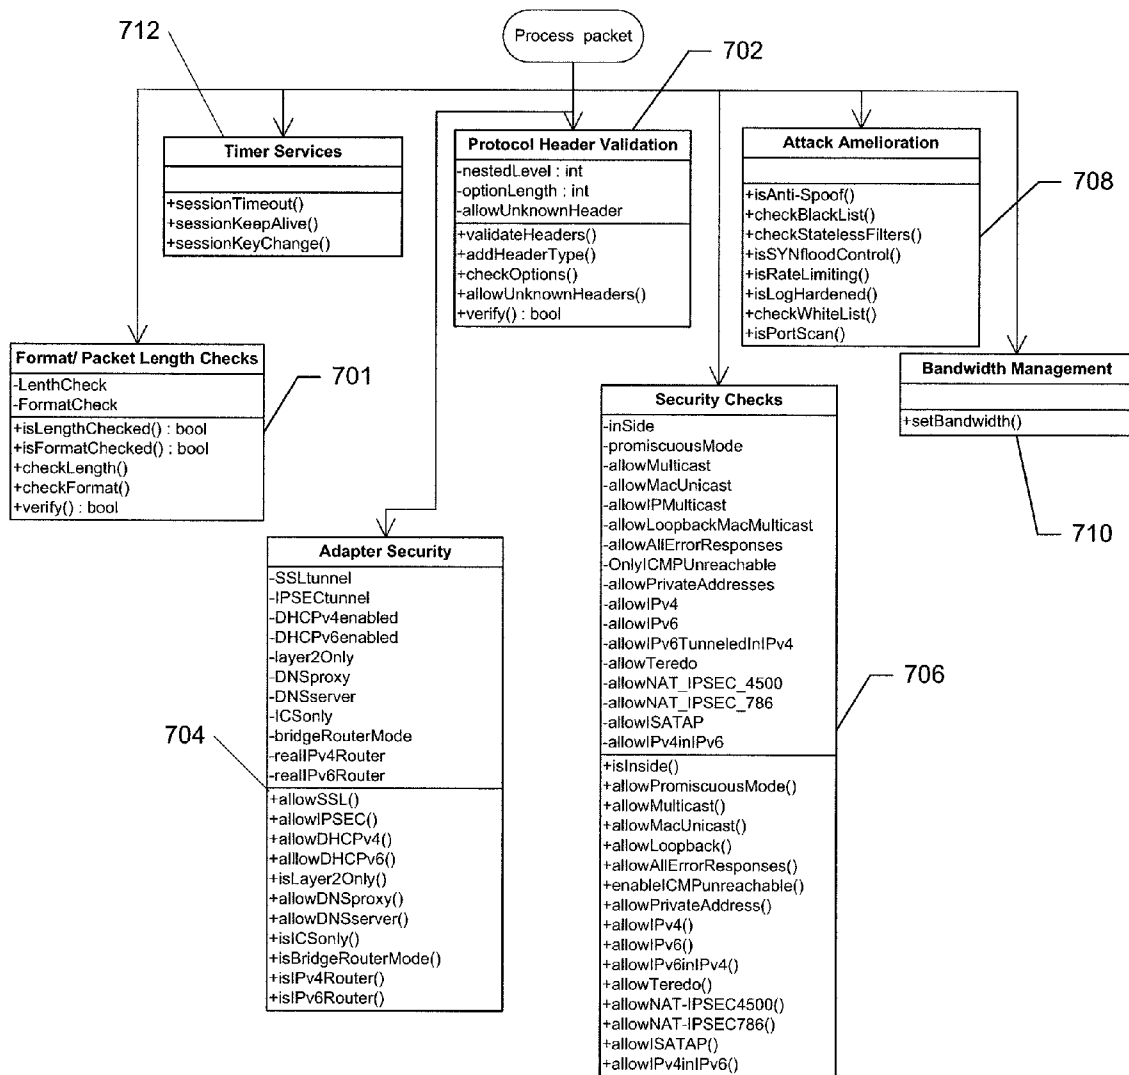 712
Process packet
702
Timer Services
+sessionTimeout()
+sessionKeepAlive()
+sessionKeyChange()
Protocol Header Validation
-nestedLevel : int
-optionLength : int
-allowUnknownHeader
+validateHeaders()
+addHeaderType()
+checkOptions()
+allowUnknownHeaders()
+verify() : bool
Attack Amelioration
+isAnti-Spoof()
+checkBlackList()
+checkStatelessFilters()
+isSYNfloodControl()
+isRateLimiting()
+isLogHardened()
+checkWhiteList()
+isPortScan()
708
Format/ Packet Length Checks
-LenthCheck
-FormatCheck
+isLengthChecked() : bool
+isFormatChecked() : bool
+checkLength()
+checkFormat()
+verify() : bool
701
Bandwidth Management
+setBandwidth()
710
Security Checks
-inSide
-promiscuousMode
-allowMulticast
-allowMacUnicast
-allowIPMulticast
-allowLoopbackMacMulticast
-allowAllErrorResponses
-OnlyICMPUnreachable
-allowPrivateAddresses
-allowIPv4
-allowIPv6
-allowIPv6TunneledInIPv4
-allowTeredo
-allowNAT_IPSEC_4500
-allowNAT_IPSEC_786
-allowISATAP
-allowIPv4inIPv6
+isInside()
+allowPromiscuousMode()
+allowMulticast()
+allowMacUnicast()
+allowLoopback()
+allowAllErrorResponses()
+enableICMPunreachable()
+allowPrivateAddress()
+allowIPv4()
+allowIPv6()
+allowIPv6inIPv4()
+allowTeredo()
+allowNAT-IPSEC4500()
+allowNAT-IPSEC786()
+allowISATAP()
+allowIPv4inIPv6()
706
Adapter Security
-SSLtunnel
-IPSECtunnel
-DHCPv4enabled
-DHCPv6enabled
-layer2Only
-DNSproxy
-DNSserver
-ICSonly
-bridgeRouterMode
-realIPv4Router
-realIPv6Router
+allowSSL()
+allowIPSEC()
+allowDHCPv4()
+alllowDHCPv6()
+isLayer2Only()
+allowDNSproxy()
+allowDNSserver()
+isICSonly()
+isBridgeRouterMode()
+isIPv4Router()
+isIPv6Router()
704